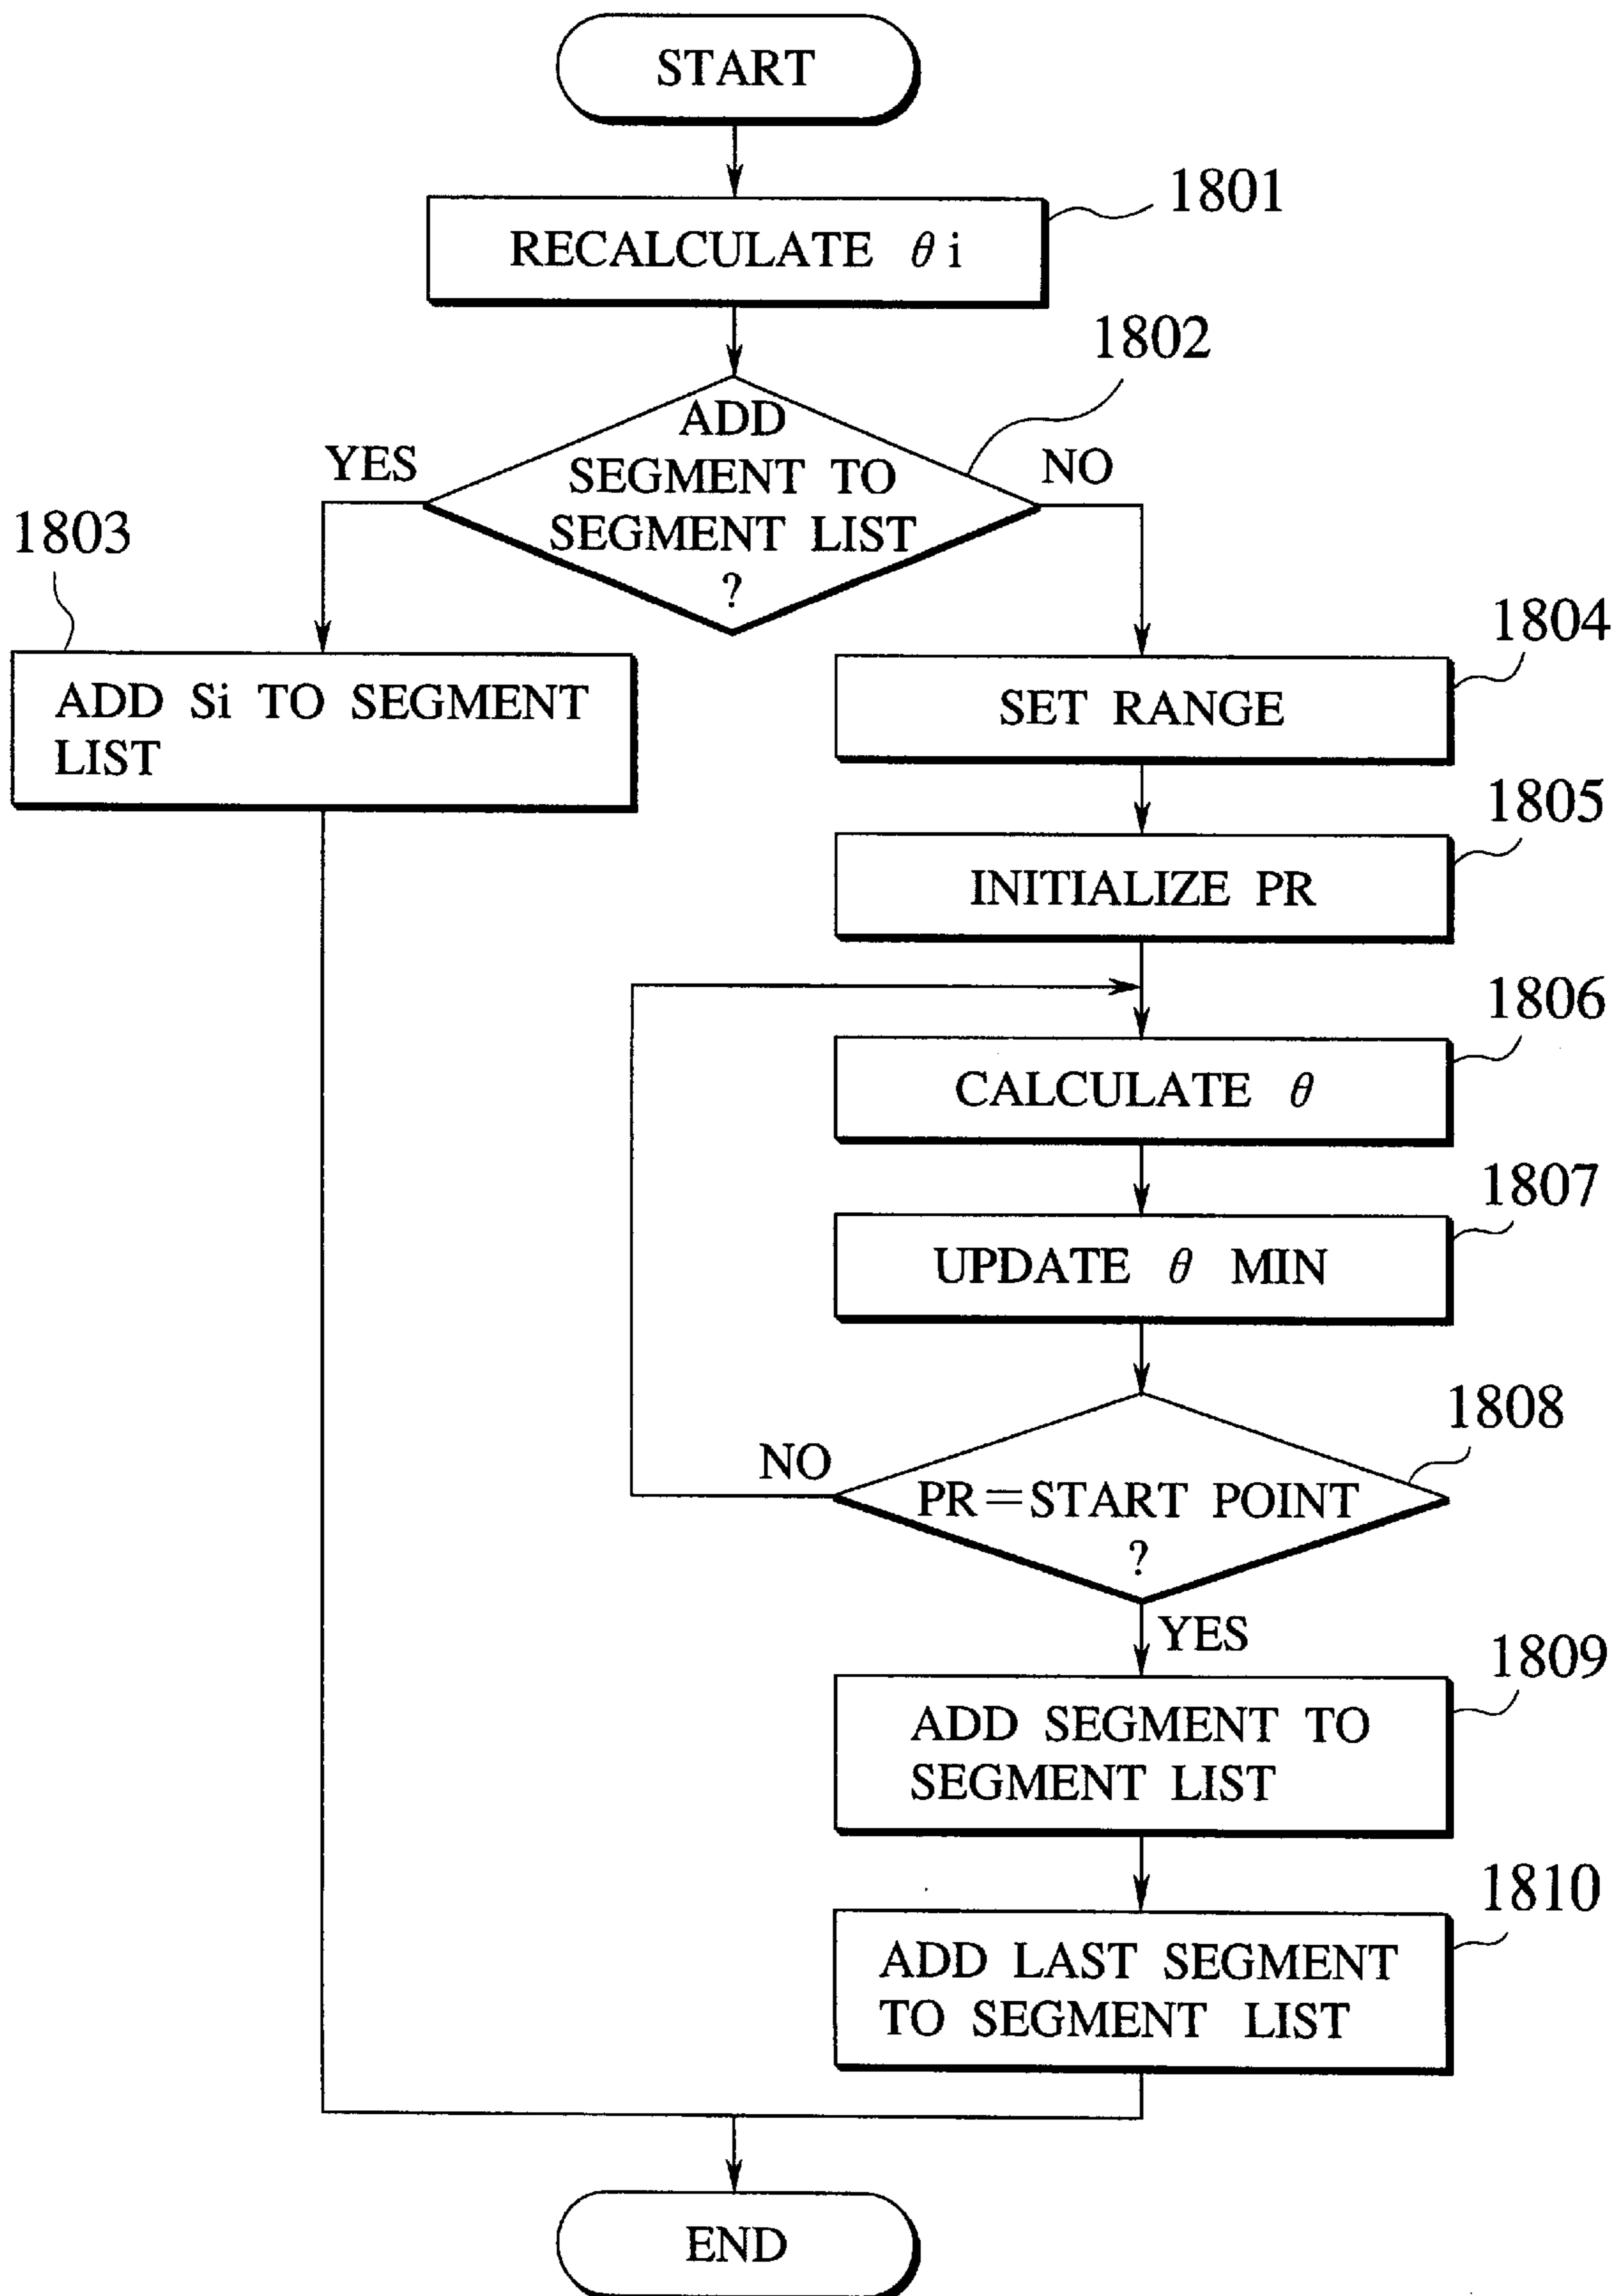 START
1801
RECALCULATE θi
1802
ADD
SEGMENT TO
SEGMENT LIST
?
YES
NO
1803
ADD Si TO SEGMENT
LIST
1804
SET RANGE
1805
INITIALIZE PR
1806
CALCULATE θ
1807
UPDATE θ MIN
1808
NO
PR=START POINT
?
YES
1809
ADD SEGMENT TO
SEGMENT LIST
1810
ADD LAST SEGMENT
TO SEGMENT LIST
END